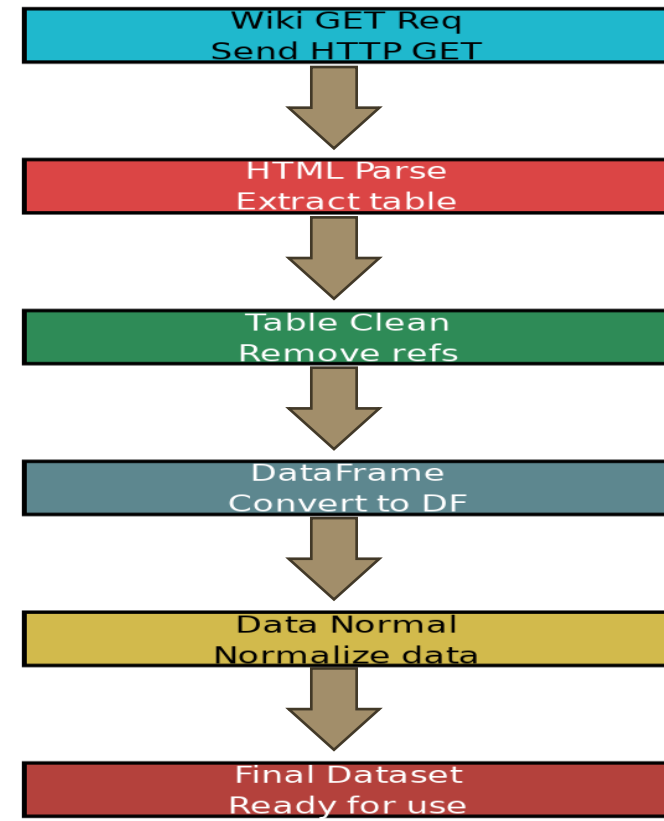 Wiki GET Req
Send HTTP GET
HTML Parse
Extract table
Table Clean
Remove refs
DataFrame
Convert to DF
Data Normal
Normalize data
Final Dataset
Ready for use